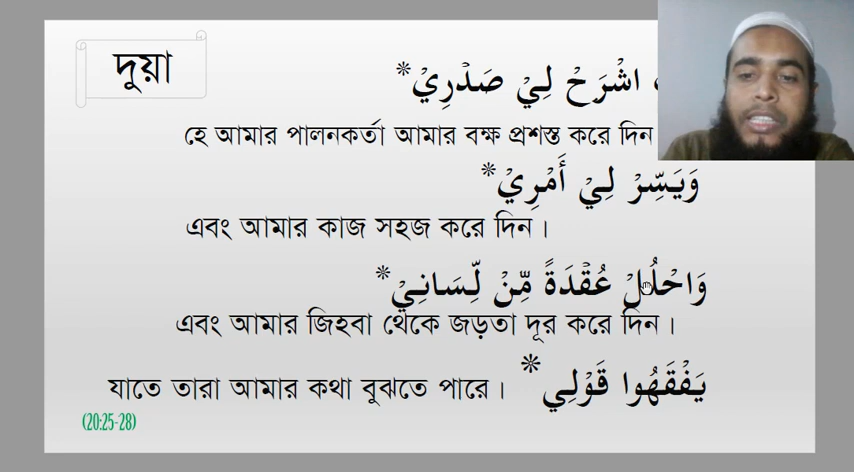 দুয়া
اشْرَحْ لِيْ صَدْرِيْ*
হে আমার পালনকর্তা আমার বক্ষ প্রশস্ত করে দিন
وَيَسِّرْ لِيْ أَمْرِيْ*
এবং আমার কাজ সহজ করে দিন।
وَاحْلُلْ عُقْدَةً مِّنْ لِّسَانِيْ*
এবং আমার জিহবা থেকে জড়তা দূর করে দিন।
يَفْقَهُوا قَوْلِي*
যাতে তারা আমার কথা বুঝতে পারে।
(20:25-28)